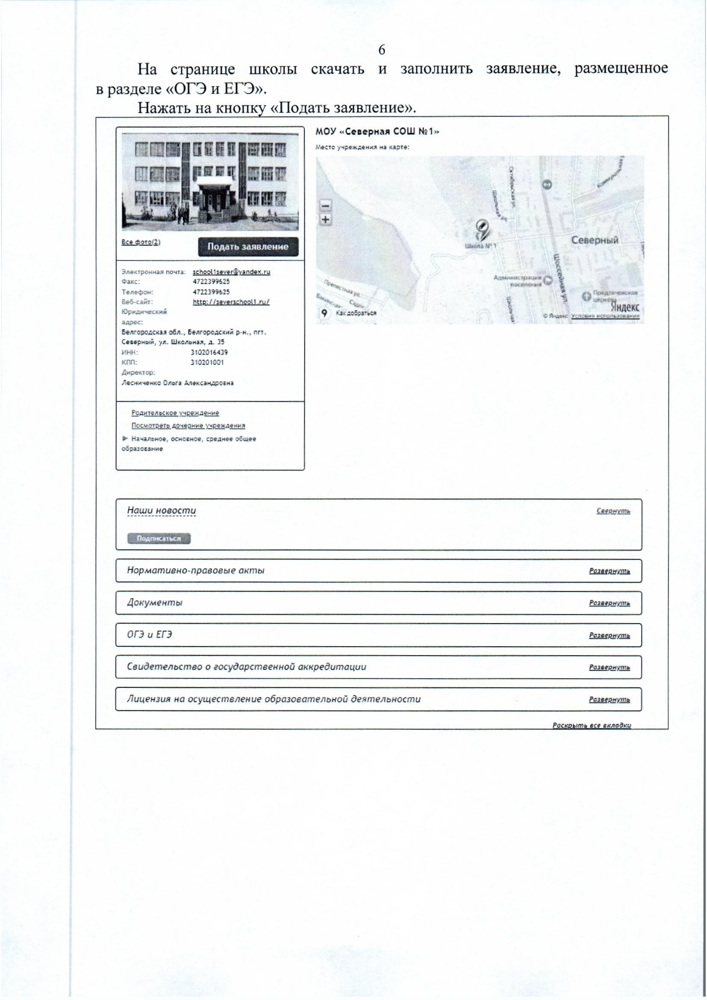 6
На странице школы скачать и заполнить заявление, размещенное
в разделе «ОГЭ и ЕГЭ».
Нажать на кнопку «Подать заявление».
Все фото(2)
Подать заявление
Электронная почта: school1sever@yandex.ru
Факс: 4722399625
Телефон: 4722399625
Веб-сайт: http://severschool1.ru/
Юридический
адрес:
Белгородская обл., Белгородский р-н., пгт.
Северный, ул. Школьная, д. 35
ИНН: 3102016439
КПП: 310201001
Директор:
Лесниченко Ольга Александровна
Родительское учреждение
Посмотреть дочерние учреждения
Начальное, основное, среднее общее
образование
МОУ «Северная СОШ №1»
Место учреждения на карте:
Октябрьская ул.
Школьная ул.
Школа № 1
Северный
Шоссейная ул.
Администрация
поселения
Предтеченская
церковь
Школьная
Яндекс
Как добраться
© Яндекс Условия использования
Наши новости
Свернуть
Подписаться
Нормативно-правовые акты
Развернуть
Документы
Развернуть
ОГЭ и ЕГЭ
Развернуть
Свидетельство о государственной аккредитации
Развернуть
Лицензия на осуществление образовательной деятельности
Развернуть
Раскрыть все вкладки